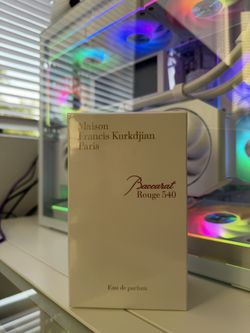 Maison
Francis Kurkdjian
Paris
Baccarat
Rouge 540
Eau de parfum